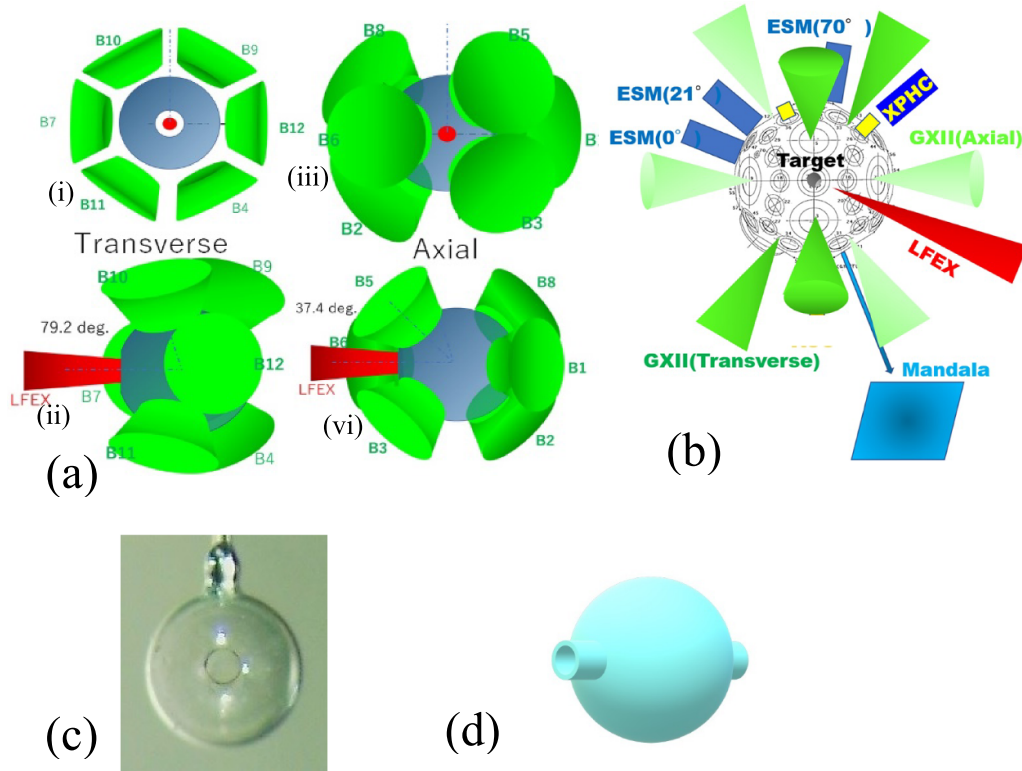 B10
B9
B7
B12
B11
B4
(i)
Transverse
B10
B9
79.2 deg.
B12
LFEX
B7
(ii)
B11
B4
(a)
B8
B5
B6
B
(iii)
B2
B3
Axial
B5
B8
37.4 deg.
B6
B1
LFEX
(vi)
B3
B2
ESM(70°)
ESM(21°)
XPHC
ESM(0°)
GXII(Axial)
Target
LFEX
GXII(Transverse)
Mandala
(b)
(c)
(d)